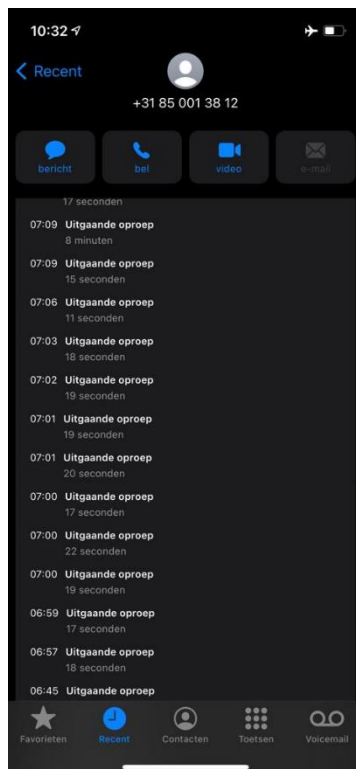 10:32
Recent
+31 85 001 38 12
bericht
bel
video
e-mail
17 seconden
07:09 Uitgaande oproep
8 minuten
07:09 Uitgaande oproep
15 seconden
07:06 Uitgaande oproep
11 seconden
07:03 Uitgaande oproep
18 seconden
07:02 Uitgaande oproep
19 seconden
07:01 Uitgaande oproep
19 seconden
07:01 Uitgaande oproep
20 seconden
07:00 Uitgaande oproep
17 seconden
07:00 Uitgaande oproep
22 seconden
07:00 Uitgaande oproep
19 seconden
06:59 Uitgaande oproep
17 seconden
06:57 Uitgaande oproep
18 seconden
06:45 Uitgaande oproep
Favorieten
Recent
Contacten
Toetsen
Voicemail